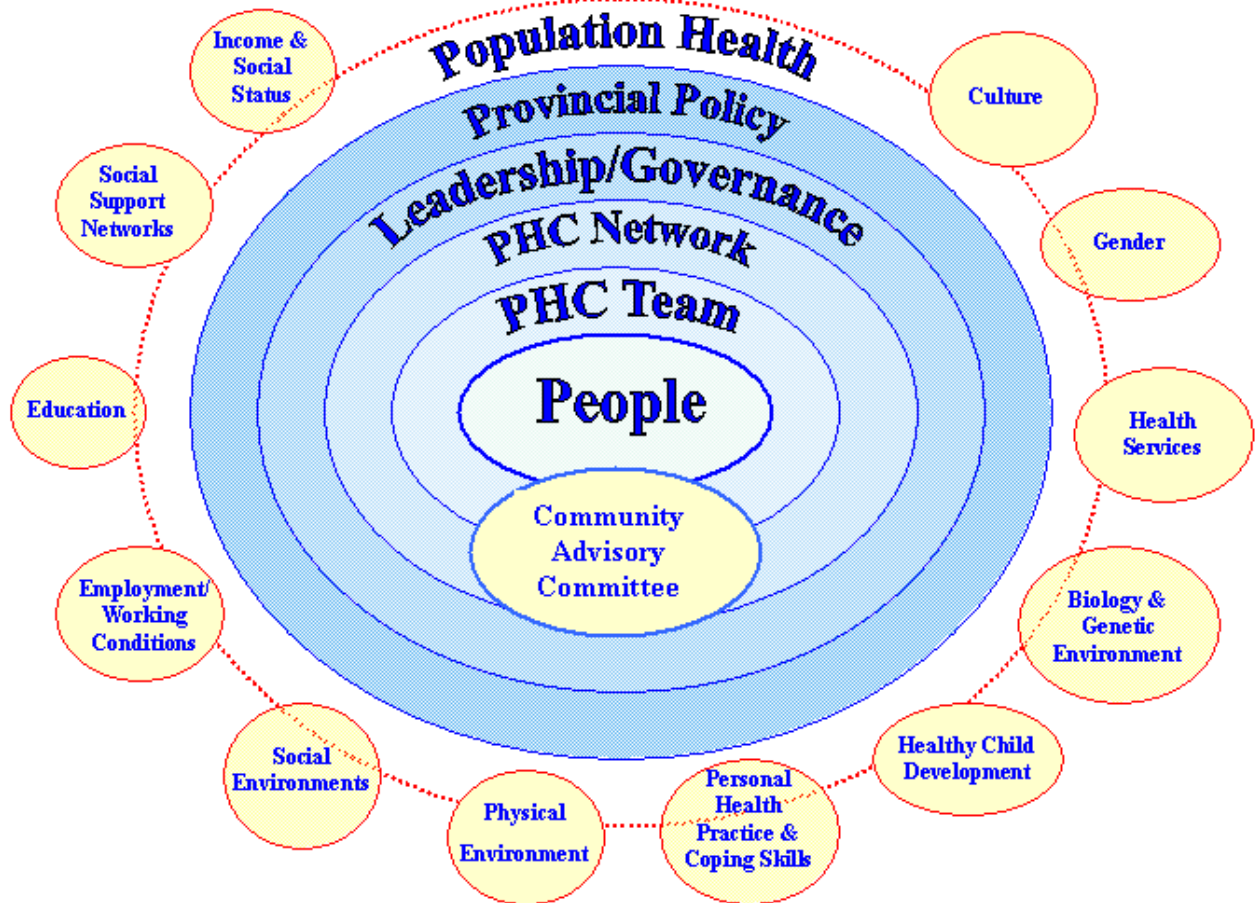 Population Health
Provincial Policy
Leadership/Governance
PHC Network
PHC Team
People
Community
Advisory
Committee
Income &
Social
Status
Social
Support
Networks
Education
Employment/
Working
Conditions
Social
Environments
Physical
Environment
Personal
Health
Practice &
Coping Skills
Healthy Child
Development
Biology &
Genetic
Environment
Health
Services
Gender
Culture